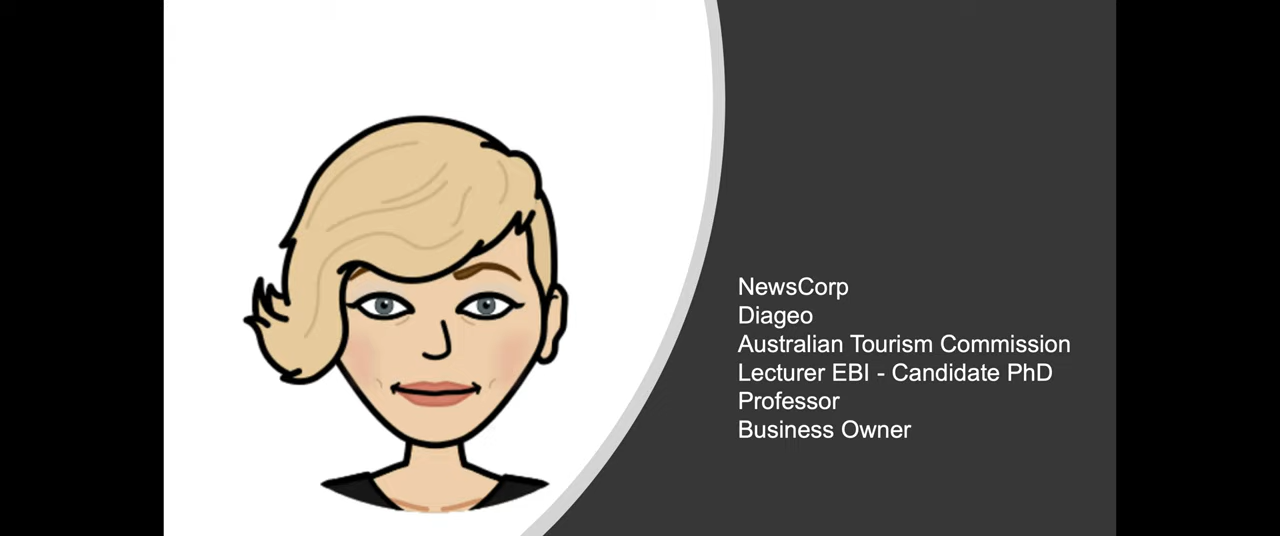 NewsCorp
Diageo
Australian Tourism Commission
Lecturer EBI - Candidate PhD
Professor
Business Owner